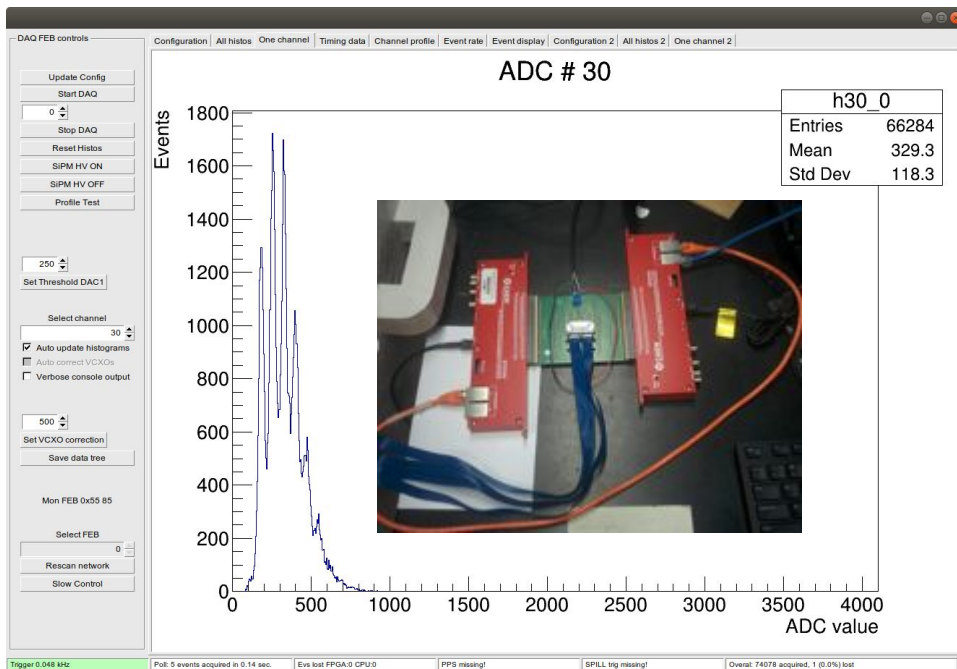 DAQ FEB controls
Update Config
Start DAQ
0
Stop DAQ
Reset Histos
SiPM HV ON
SiPM HV OFF
Profile Test
250
Set Threshold DAC1
Select channel
30
Auto update histograms
Auto correct VCXOs
Verbose console output
500
Set VCXO correction
Save data tree
Mon FEB 0x55 85
Select FEB
0
Rescan network
Slow Control
Configuration All histos One channel Timing data Channel profile Event rate Event display Configuration 2 All histos 2 One channel 2
ADC # 30
h30_0
Entries 66284
Mean 329.3
Std Dev 118.3
Events
1800
1600
1400
1200
1000
800
600
400
200
0
0 500 1000 1500 2000 2500 3000 3500 4000
ADC value
Trigger 0.048 kHz Poll: 5 events acquired in 0.14 sec. Evs lost FPGA:0 CPU:0 PPS missing! SPILL trig missing! Overal: 74078 acquired, 1 (0.0%) lost